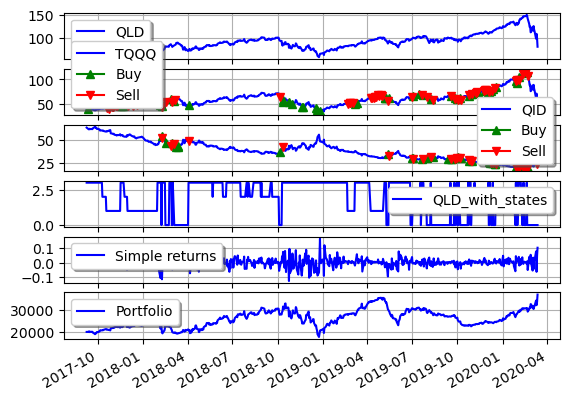 150
100
QLD
TQQQ
Buy
Sell
100
50
QID
Buy
Sell
50
25
2.5
0.0
QLD_with_states
0.1
0.0
−0.1
Simple returns
30000
20000
Portfolio
2017-10
2018-01
2018-04
2018-07
2018-10
2019-01
2019-04
2019-07
2019-10
2020-01
2020-04